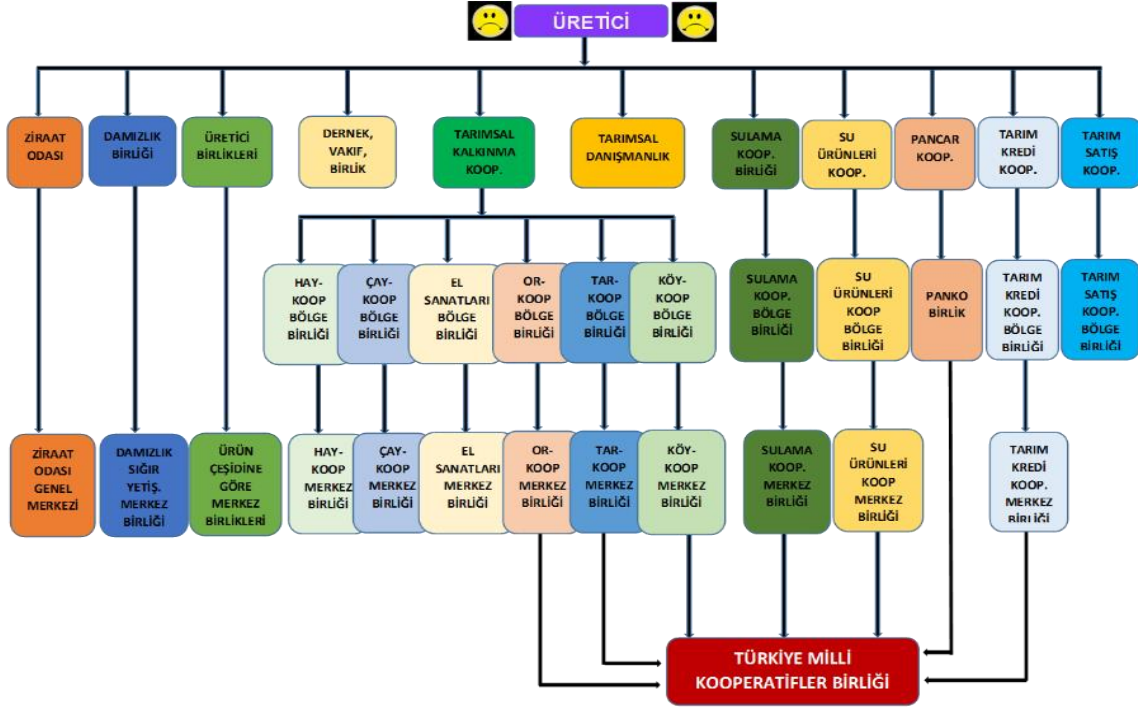 ÜRETİCİ
ZİRAAT
ODASI
DAMIZLIK
BİRLİĞİ
ÜRETİCİ
BİRLİKLERİ
DERNEK,
VAKIF,
BİRLİK
TARIMSAL
KALKINMA
KOOP.
TARIMSAL
DANIŞMANLIK
SULAMA
KOOP.
BİRLİĞİ
SU
ÜRÜNLERİ
KOOP.
PANCAR
KOOP.
TARIM
KREDİ
KOOP.
TARIM
SATIŞ
KOOP.
HAY-
KOOP
BÖLGE
BİRLİĞİ
ÇAY-
KOOP
BÖLGE
BİRLİĞİ
EL
SANATLARI
BÖLGE
BİRLİĞİ
OR-
KOOP
BÖLGE
BİRLİĞİ
TAR-
KOOP
BÖLGE
BİRLİĞİ
KÖY-
KOOP
BÖLGE
BİRLİĞİ
SULAMA
KOOP.
BÖLGE
BİRLİĞİ
SU
ÜRÜNLERİ
KOOP
BÖLGE
BİRLİĞİ
PANKO
BİRLİK
TARIM
KREDİ
KOOP.
BÖLGE
BİRLİĞİ
TARIM
SATIŞ
KOOP.
BÖLGE
BİRLİĞİ
ZİRAAT
ODASI
GENEL
MERKEZİ
DAMIZLIK
SIĞIR
YETİŞ.
MERKEZ
BİRLİĞİ
ÜRÜN
ÇEŞİDİNE
GÖRE
MERKEZ
BİRLİKLERİ
HAY-
KOOP
MERKEZ
BİRLİĞİ
ÇAY-
KOOP
MERKEZ
BİRLİĞİ
EL
SANATLARI
MERKEZ
BİRLİĞİ
OR-
KOOP
MERKEZ
BİRLİĞİ
TAR-
KOOP
MERKEZ
BİRLİĞİ
KÖY-
KOOP
MERKEZ
BİRLİĞİ
SULAMA
KOOP.
MERKEZ
BİRLİĞİ
SU
ÜRÜNLERİ
KOOP
MERKEZ
BİRLİĞİ
TARIM
KREDİ
KOOP.
MERKEZ
BİRLİĞİ
TÜRKİYE MİLLİ
KOOPERATİFLER BİRLİĞİ